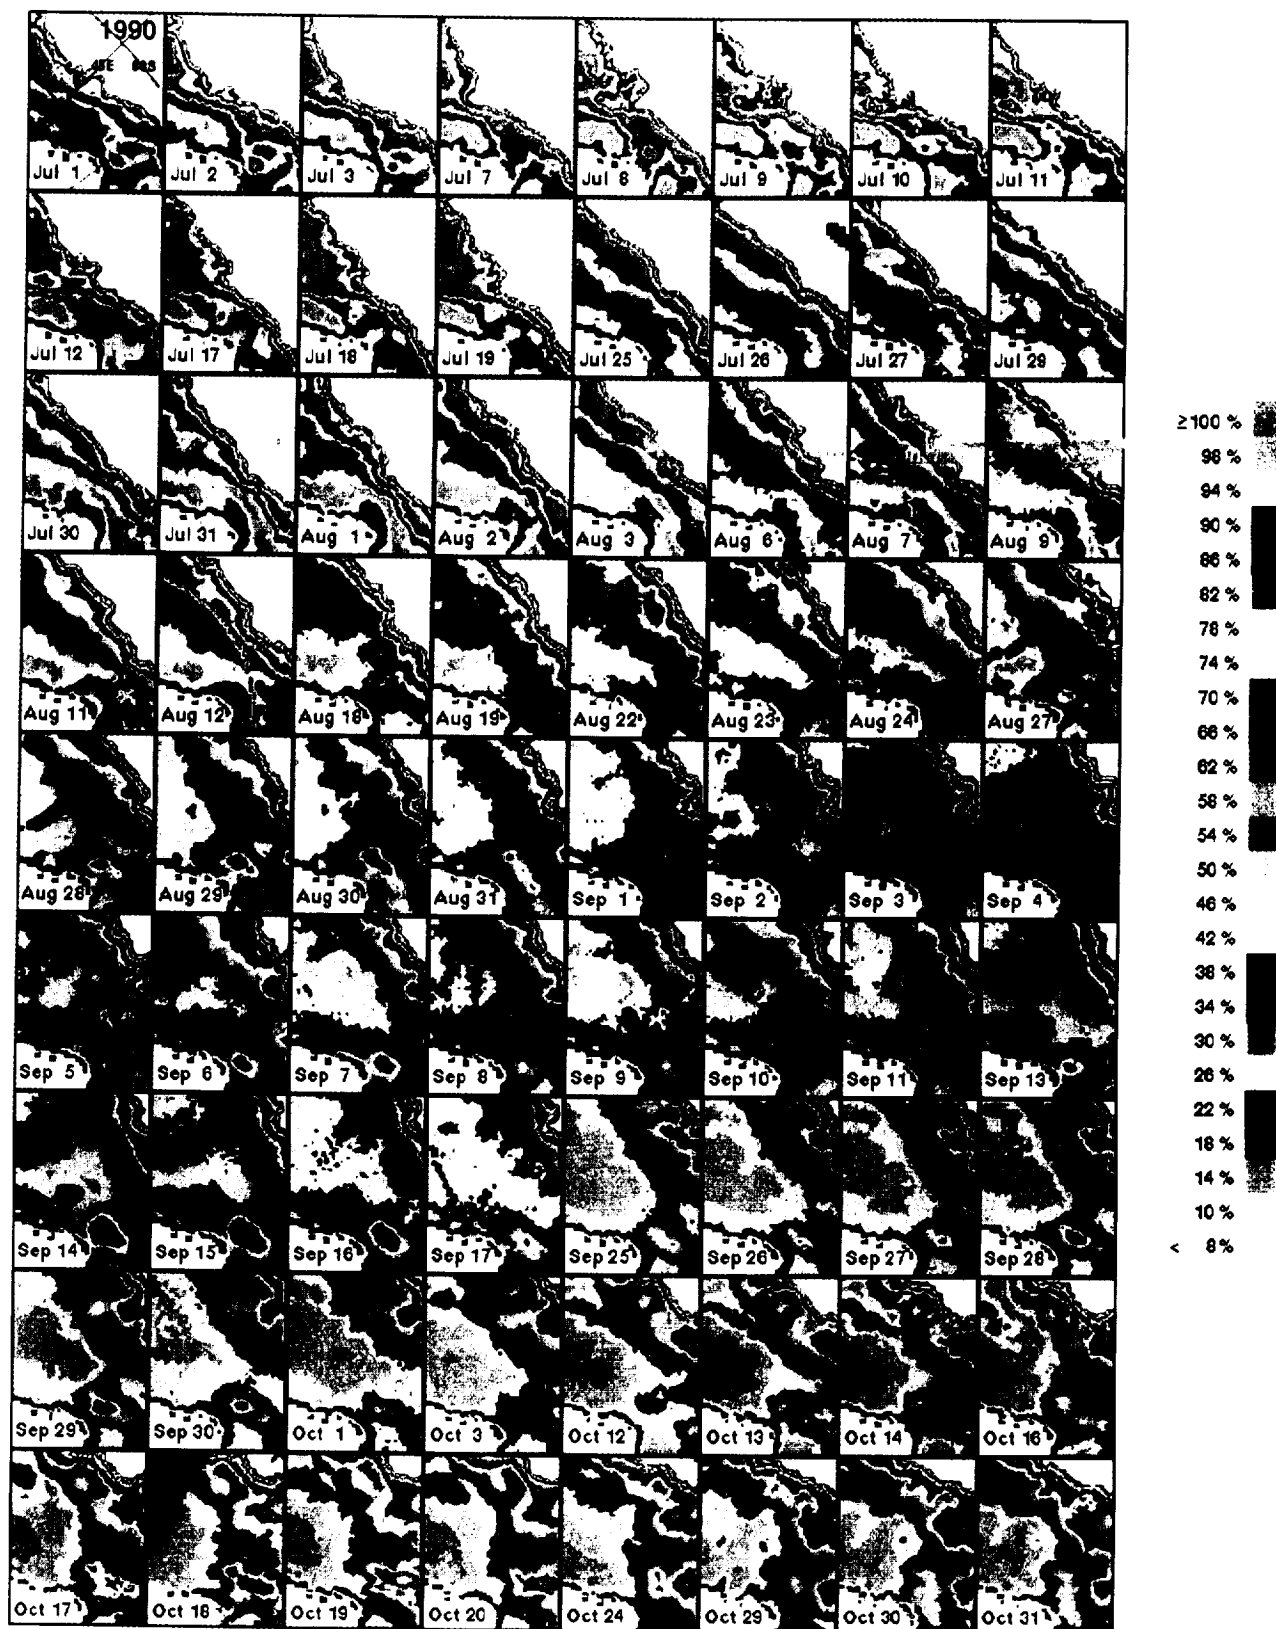 1990
45E 60S
Jul 1 Jul 2 Jul 3 Jul 7 Jul 8 Jul 9 Jul 10 Jul 11
Jul 12 Jul 17 Jul 18 Jul 19 Jul 25 Jul 26 Jul 27 Jul 29
Jul 30 Jul 31 Aug 1 Aug 2 Aug 3 Aug 6 Aug 7 Aug 9
Aug 11 Aug 12 Aug 18 Aug 19 Aug 22 Aug 23 Aug 24 Aug 27
Aug 28 Aug 29 Aug 30 Aug 31 Sep 1 Sep 2 Sep 3 Sep 4
Sep 5 Sep 6 Sep 7 Sep 8 Sep 9 Sep 10 Sep 11 Sep 13
Sep 14 Sep 15 Sep 16 Sep 17 Sep 25 Sep 26 Sep 27 Sep 28
Sep 29 Sep 30 Oct 1 Oct 3 Oct 12 Oct 13 Oct 14 Oct 16
Oct 17 Oct 18 Oct 19 Oct 20 Oct 24 Oct 29 Oct 30 Oct 31
≥100 %
98 %
94 %
90 %
86 %
82 %
78 %
74 %
70 %
66 %
62 %
58 %
54 %
50 %
46 %
42 %
38 %
34 %
30 %
26 %
22 %
18 %
14 %
10 %
< 8%